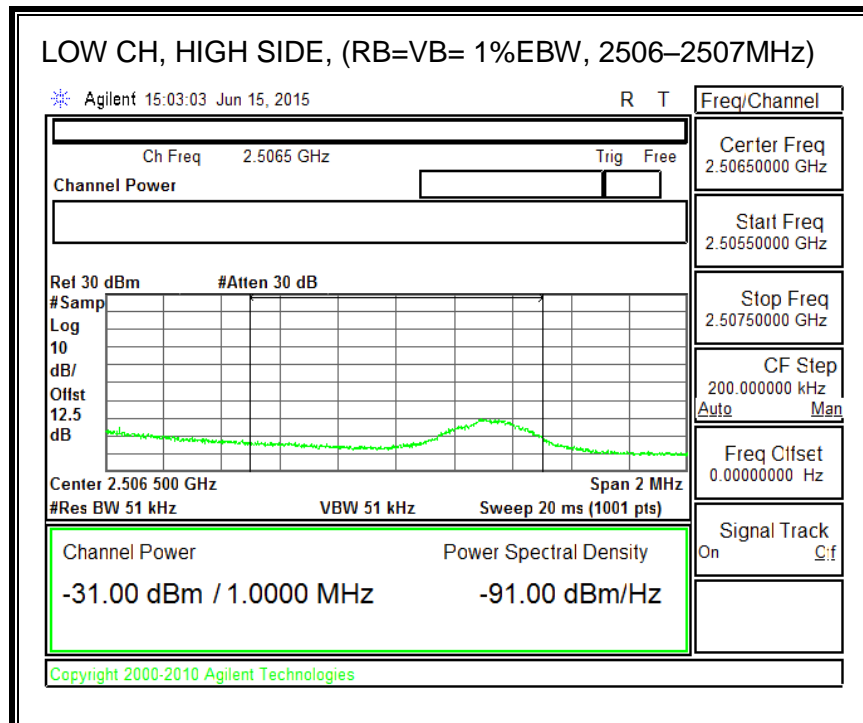 LOW CH, HIGH SIDE, (RB=VB= 1%EBW, 2506–2507MHz)
Agilent 15:03:03 Jun 15, 2015 R T
Freq/Channel
Ch Freq 2.5065 GHz Trig Free
Channel Power
Center Freq
2.50650000 GHz
Start Freq
2.50550000 GHz
Stop Freq
2.50750000 GHz
CF Step
200.000000 kHz
Auto Man
Freq Offset
0.00000000 Hz
Signal Track
On Off
Ref 30 dBm #Atten 30 dB
#Samp
Log
10
dB/
Offst
12.5
dB
Center 2.506 500 GHz Span 2 MHz
#Res BW 51 kHz VBW 51 kHz Sweep 20 ms (1001 pts)
Channel Power Power Spectral Density
-31.00 dBm / 1.0000 MHz -91.00 dBm/Hz
Copyright 2000-2010 Agilent Technologies